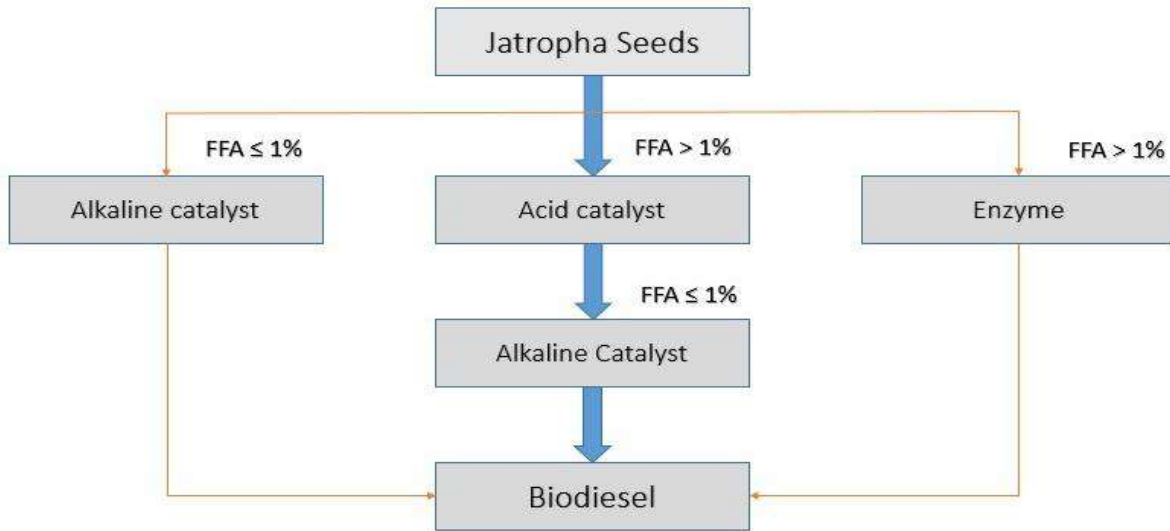 Jatropha Seeds
FFA ≤ 1%
FFA > 1%
FFA > 1%
Alkaline catalyst
Acid catalyst
Enzyme
FFA ≤ 1%
Alkaline Catalyst
Biodiesel